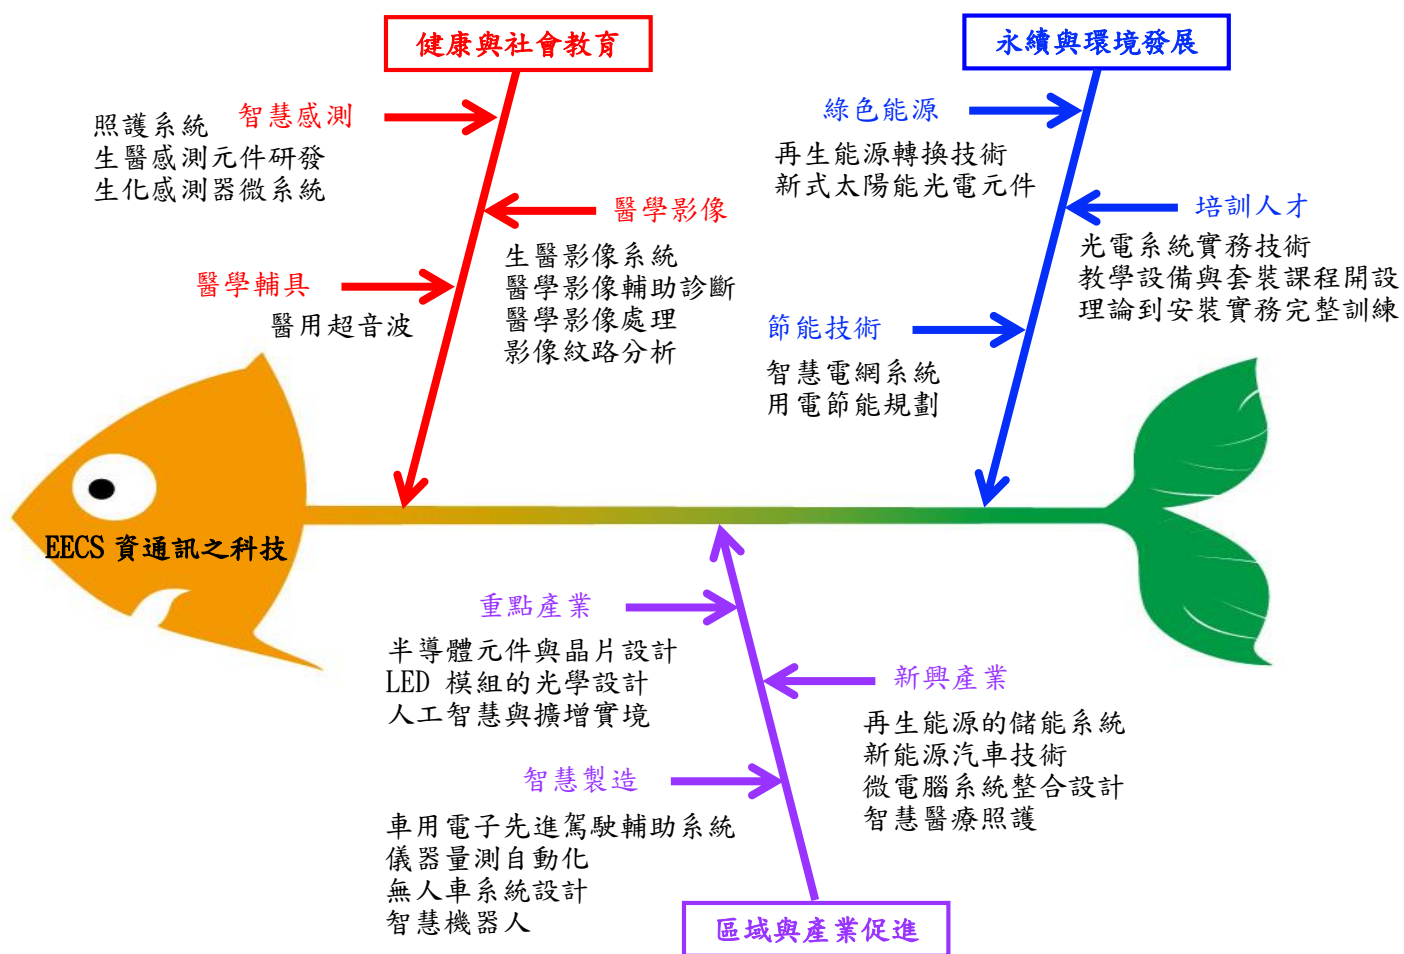 健康與社會教育
智慧感測
照護系統
生醫感測元件研發
生化感測器微系統
醫學影像
生醫影像系統
醫學影像輔助診斷
醫學影像處理
影像紋路分析
醫學輔具
醫用超音波
永續與環境發展
綠色能源
再生能源轉換技術
新式太陽能光電元件
培訓人才
光電系統實務技術
教學設備與套裝課程開設
理論到安裝實務完整訓練
節能技術
智慧電網系統
用電節能規劃
EECS 資通訊之科技
重點產業
半導體元件與晶片設計
LED 模組的光學設計
人工智慧與擴增實境
新興產業
再生能源的儲能系統
新能源汽車技術
微電腦系統整合設計
智慧醫療照護
智慧製造
車用電子先進駕駛輔助系統
儀器量測自動化
無人車系統設計
智慧機器人
區域與產業促進